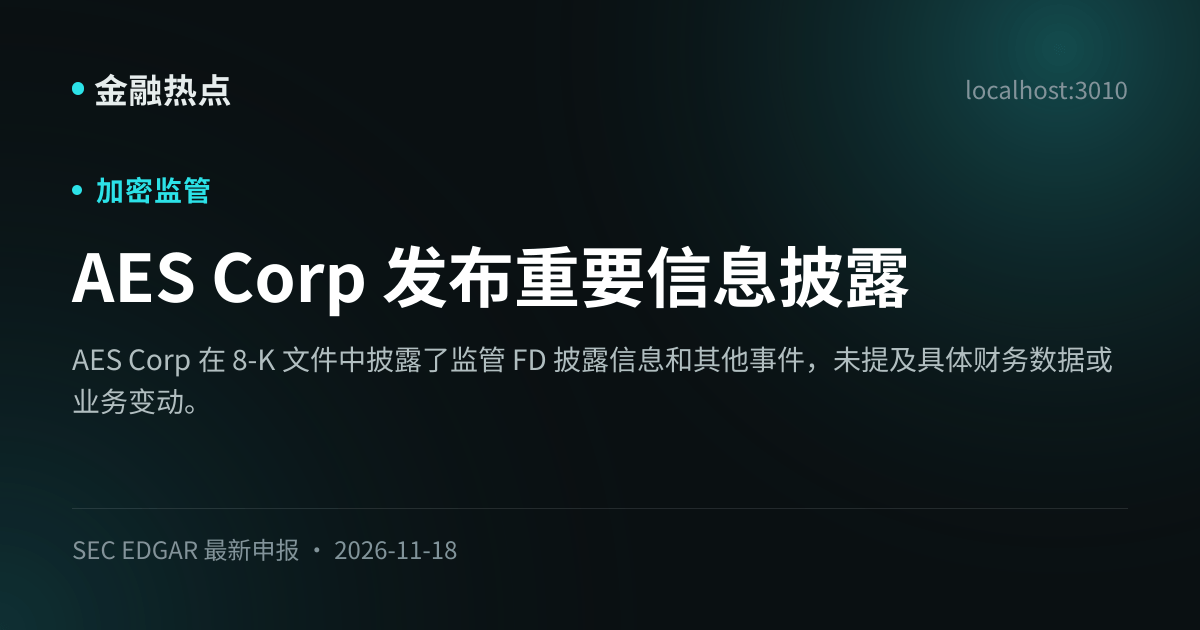 金融热点
localhost:3010
加密监管
AES Corp 发布重要信息披露
AES Corp 在 8-K 文件中披露了监管 FD 披露信息和其他事件，未提及具体财务数据或
业务变动。
SEC EDGAR 最新申报 · 2026-11-18